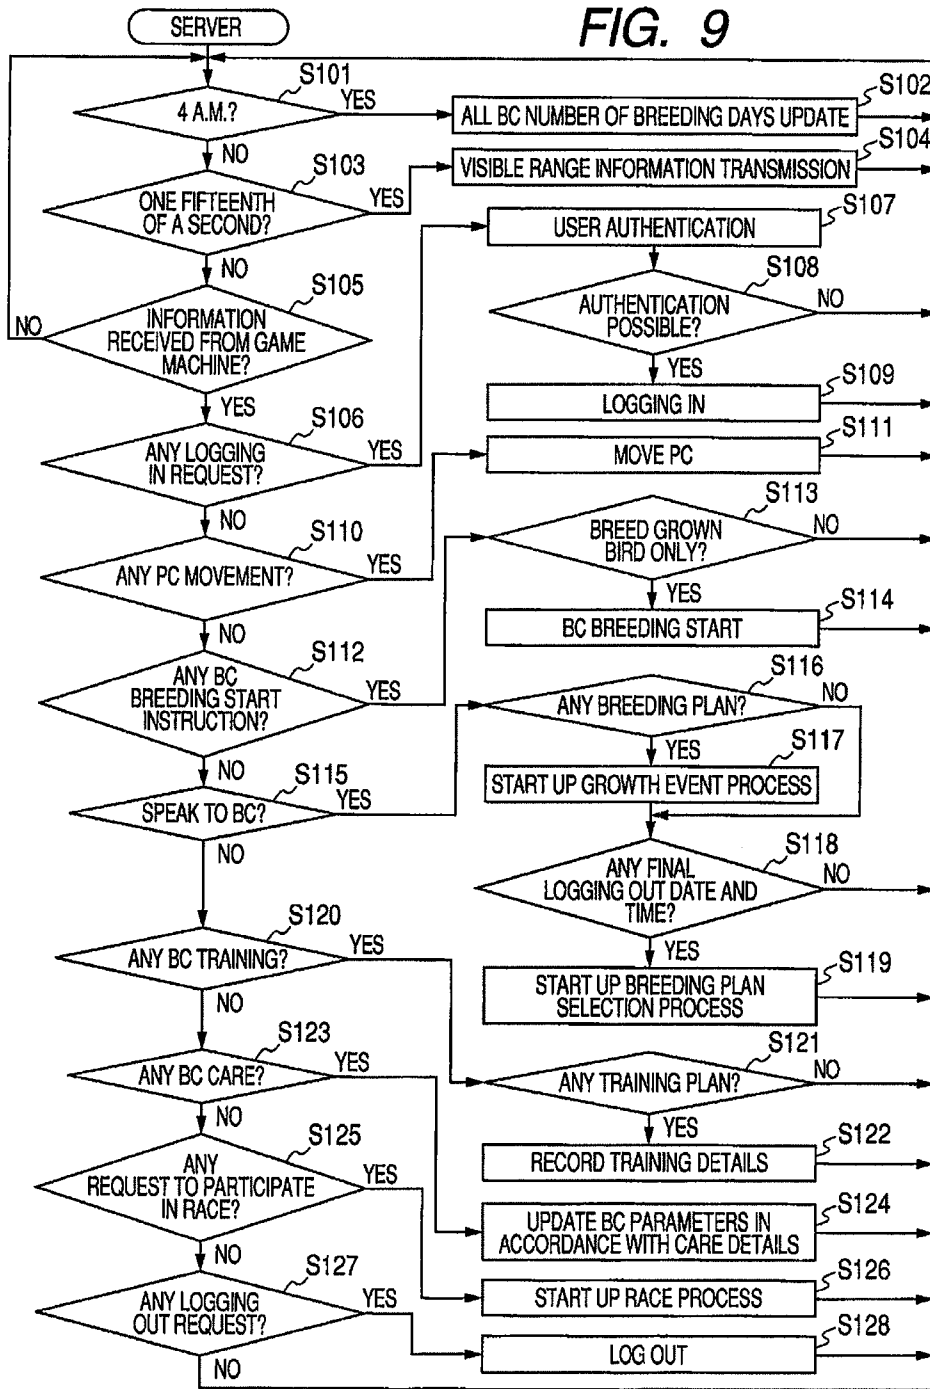 FIG. 9
SERVER
S101
4 A.M.?
YES
NO
S102
ALL BC NUMBER OF BREEDING DAYS UPDATE
S103
ONE FIFTEENTH
OF A SECOND?
YES
NO
S104
VISIBLE RANGE INFORMATION TRANSMISSION
S105
INFORMATION
RECEIVED FROM GAME
MACHINE?
NO
YES
S106
ANY LOGGING
IN REQUEST?
YES
NO
S107
USER AUTHENTICATION
S108
AUTHENTICATION
POSSIBLE?
NO
YES
S109
LOGGING IN
S110
ANY PC MOVEMENT?
YES
NO
S111
MOVE PC
S112
ANY BC
BREEDING START
INSTRUCTION?
YES
NO
S113
BREED GROWN
BIRD ONLY?
NO
YES
S114
BC BREEDING START
S115
SPEAK TO BC?
YES
NO
S116
ANY BREEDING PLAN?
NO
YES
S117
START UP GROWTH EVENT PROCESS
S118
ANY FINAL
LOGGING OUT DATE AND
TIME?
NO
YES
S119
START UP BREEDING PLAN
SELECTION PROCESS
S120
ANY BC TRAINING?
YES
NO
S121
ANY TRAINING PLAN?
NO
YES
S122
RECORD TRAINING DETAILS
S123
ANY BC CARE?
YES
NO
S124
UPDATE BC PARAMETERS IN
ACCORDANCE WITH CARE DETAILS
S125
ANY
REQUEST TO PARTICIPATE
IN RACE?
YES
NO
S126
START UP RACE PROCESS
S127
ANY LOGGING
OUT REQUEST?
YES
NO
S128
LOG OUT